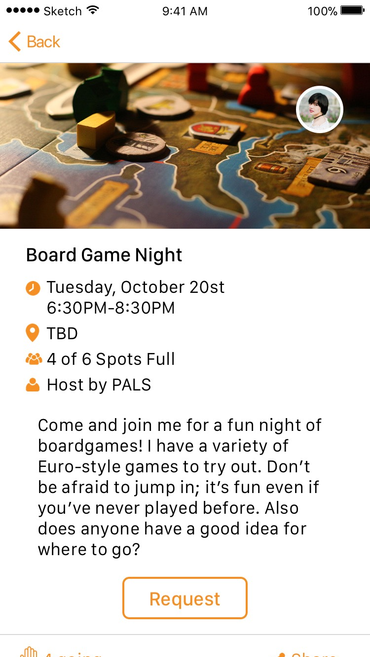 Sketch 9:41 AM 100%
Back
Board Game Night
Tuesday, October 20st
6:30PM-8:30PM
TBD
4 of 6 Spots Full
Host by PALS
Come and join me for a fun night of
boardgames! I have a variety of
Euro-style games to try out. Don't
be afraid to jump in; it's fun even if
you've never played before. Also
does anyone have a good idea for
where to go?
Request
4 going Share